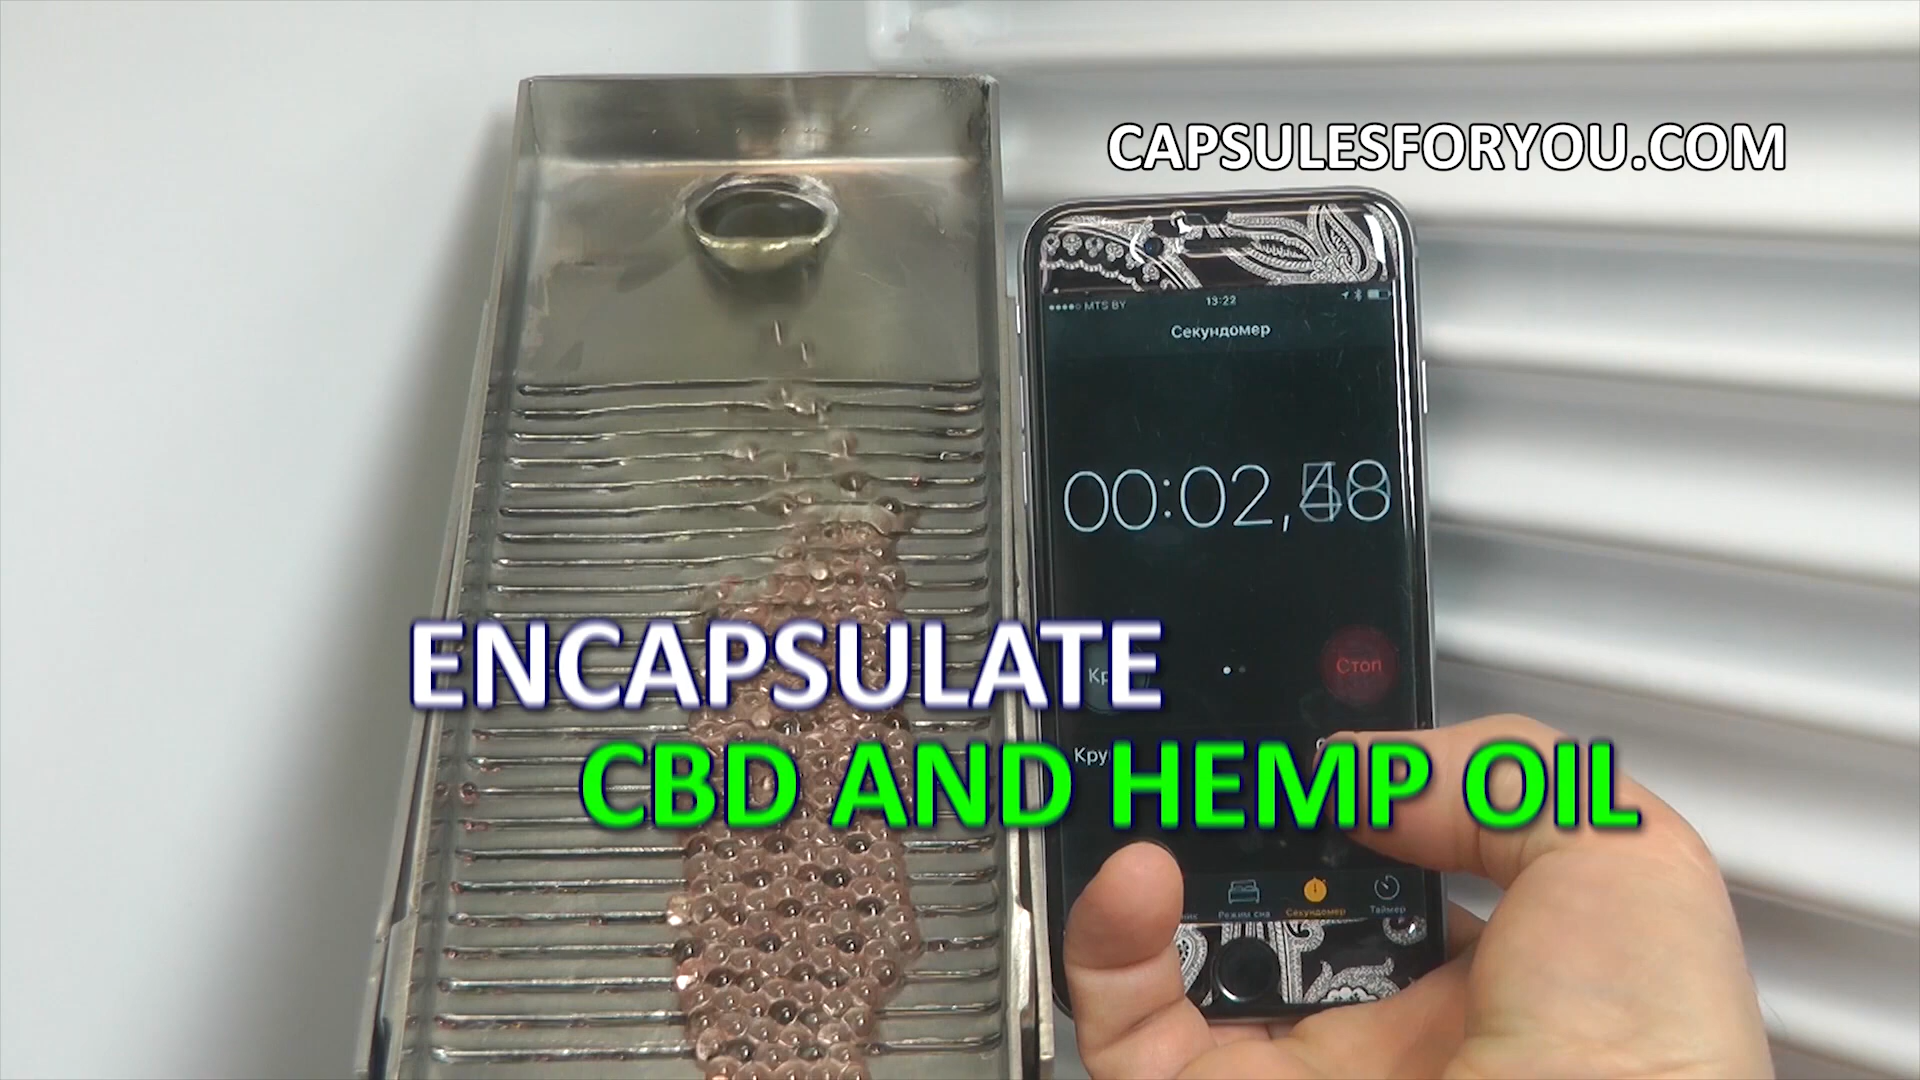 CAPSULESFORYOU.COM
MTS BY
13:22
Секундомер
00:02,
ENCAPSULATE
Стоп
CBD AND HEMP OIL
Режим сна
Секундомер
Таймер